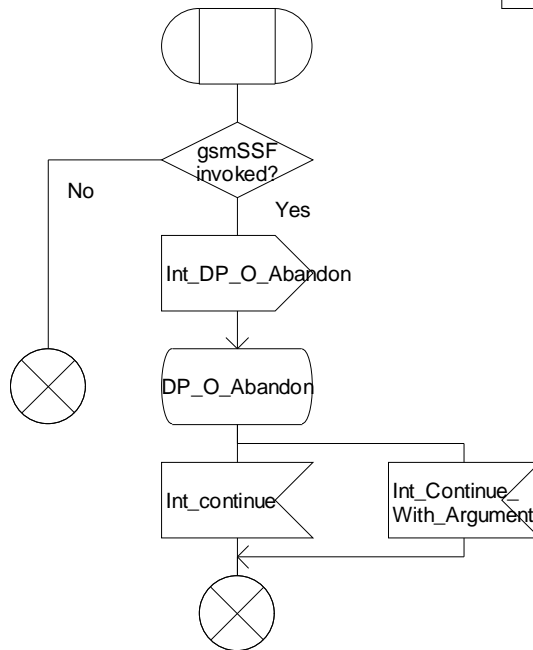 gsmSSF
invoked?
No
Yes
Int_DP_O_Abandon
DP_O_Abandon
Int_continue
Int_Continue_
With_Argument